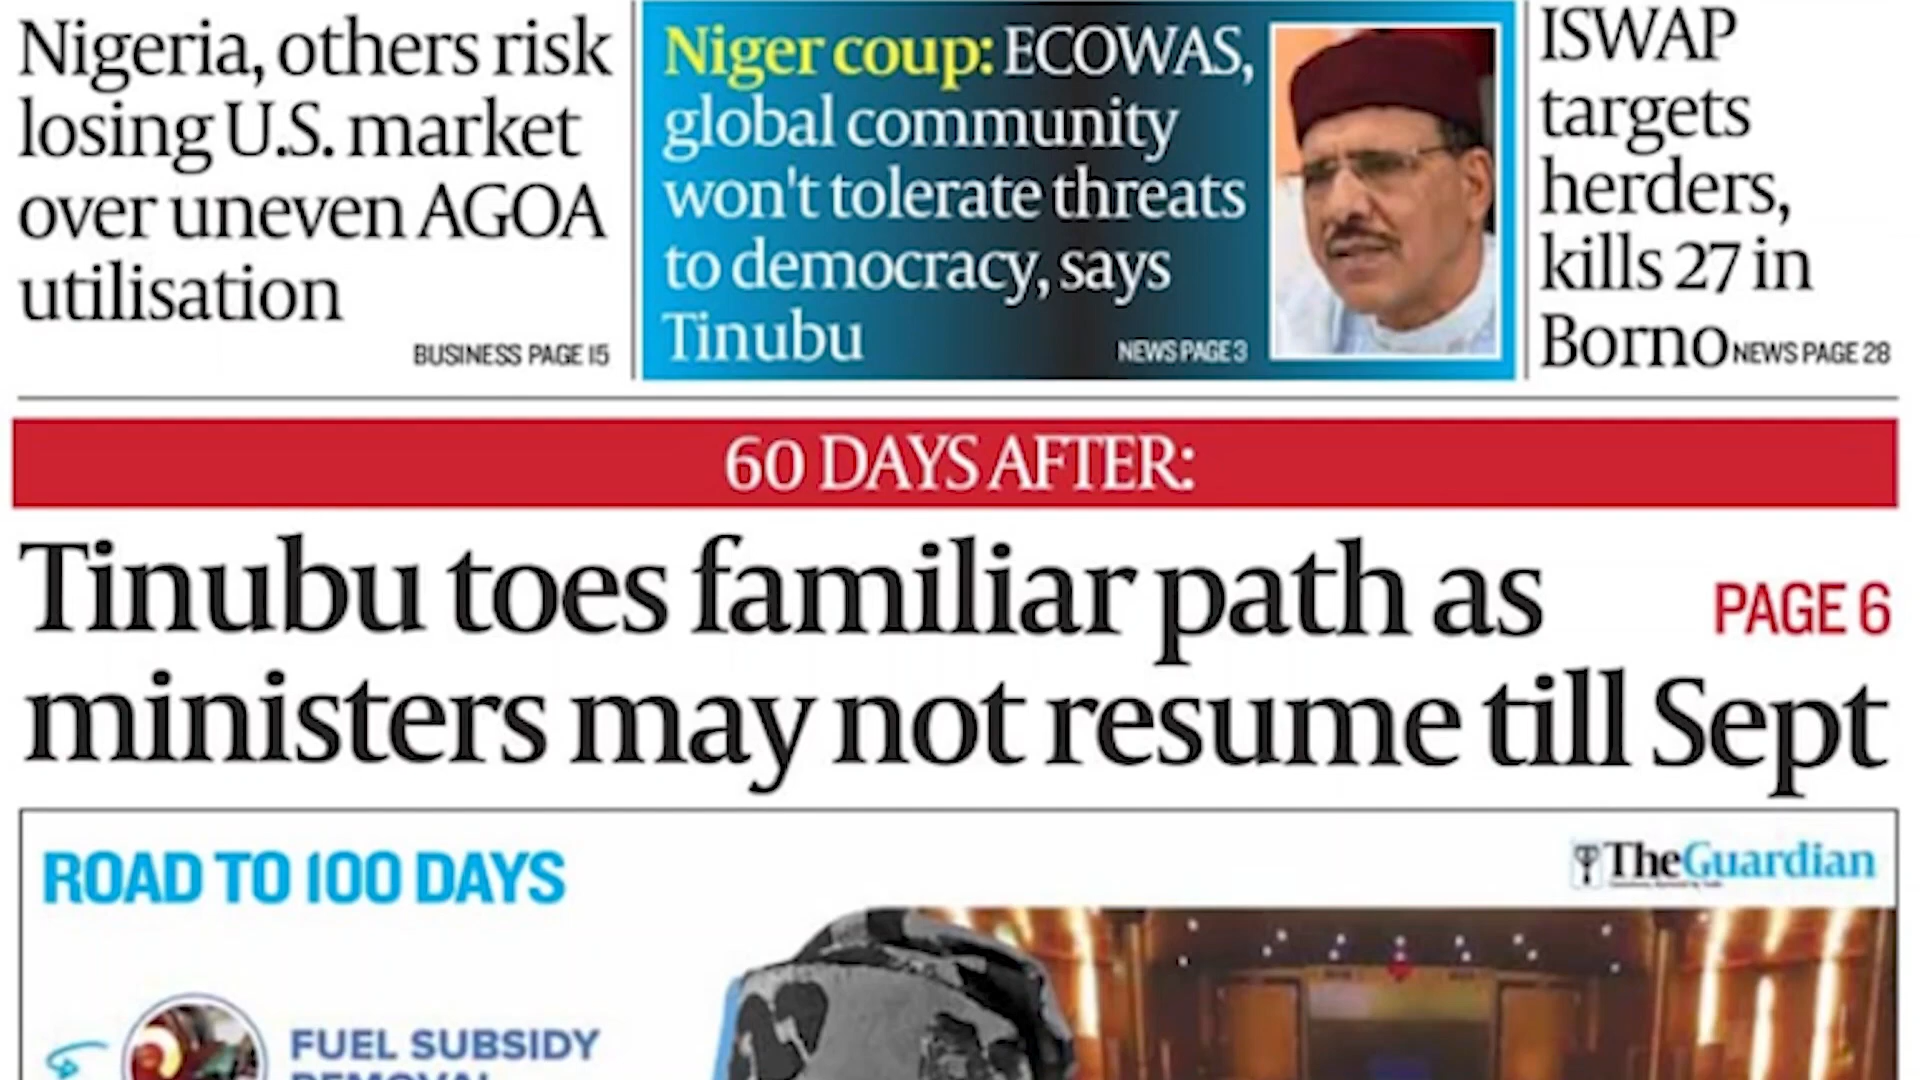 Nigeria, others risk
losing U.S. market
over uneven AGOA
utilisation
BUSINESS PAGE 15
Niger coup: ECOWAS,
global community
won't tolerate threats
to democracy, says
Tinubu
NEWS PAGE 3
ISWAP
targets
herders,
kills 27 in
Borno NEWS PAGE 28
60 DAYS AFTER:
Tinubu toes familiar path as
PAGE 6
ministers may not resume till Sept
ROAD TO 100 DAYS
TheGuardian
FUEL SUBSIDY
REMOVAL